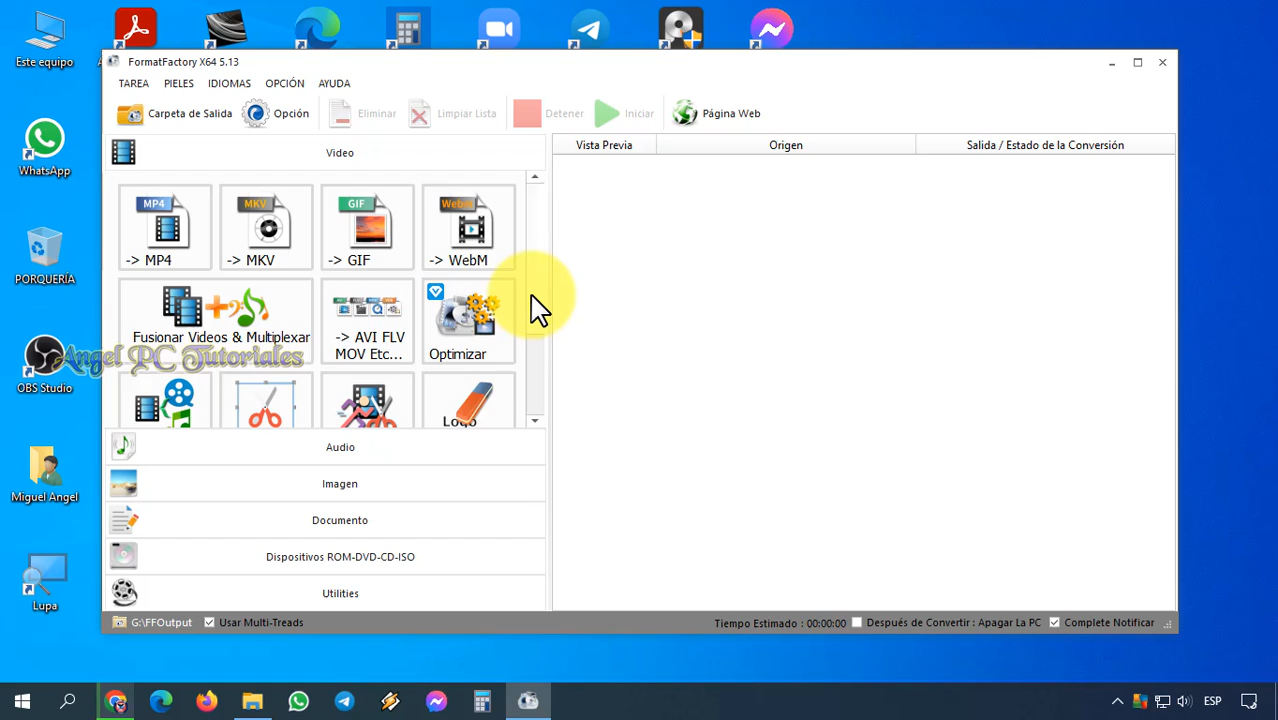 Este equipo
FormatFactory X64 5.13
TAREA PIELES IDIOMAS OPCIÓN AYUDA
Carpeta de Salida Opción Eliminar Limpiar Lista Detener Iniciar Página Web
Video
Vista Previa Origen Salida / Estado de la Conversión
WhatsApp
MP4 MKV GIF WebM
-> MP4 -> MKV -> GIF -> WebM
PORQUERÍA
Fusionar Videos & Multiplexar
-> AVI FLV
MOV Etc...
Optimizar
Angel PC Tutoriales
OBS Studio
Logo
Audio
Imagen
Miguel Angel
Documento
Dispositivos ROM-DVD-CD-ISO
Utilities
Lupa
G:\FFOutput Usar Multi-Treads Tiempo Estimado : 00:00:00 Después de Convertir : Apagar La PC Complete Notificar
ESP